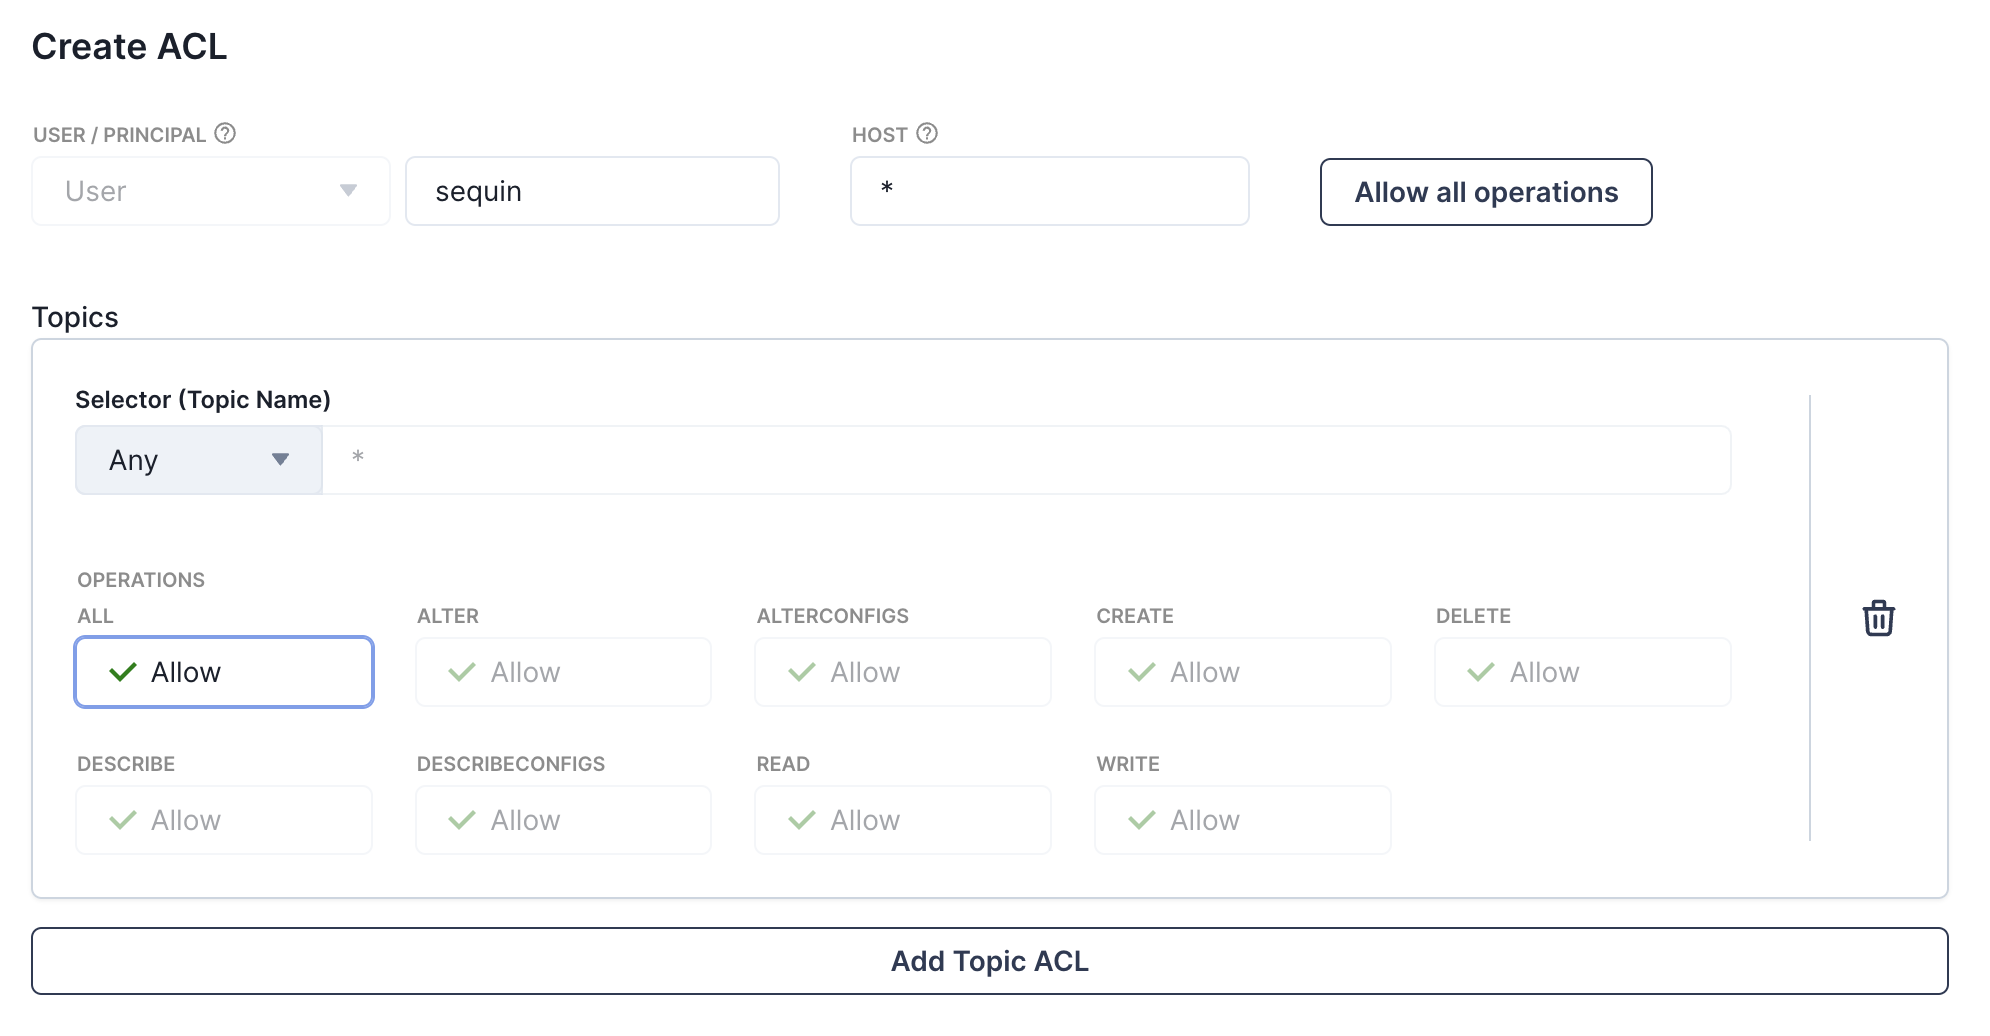 Create ACL
USER / PRINCIPAL
HOST
User
sequin
*
Allow all operations
Topics
Selector (Topic Name)
Any
*
OPERATIONS
ALL
ALTER
ALTERCONFIGS
CREATE
DELETE
Allow
Allow
Allow
Allow
Allow
DESCRIBE
DESCRIBECONFIGS
READ
WRITE
Allow
Allow
Allow
Allow
Add Topic ACL